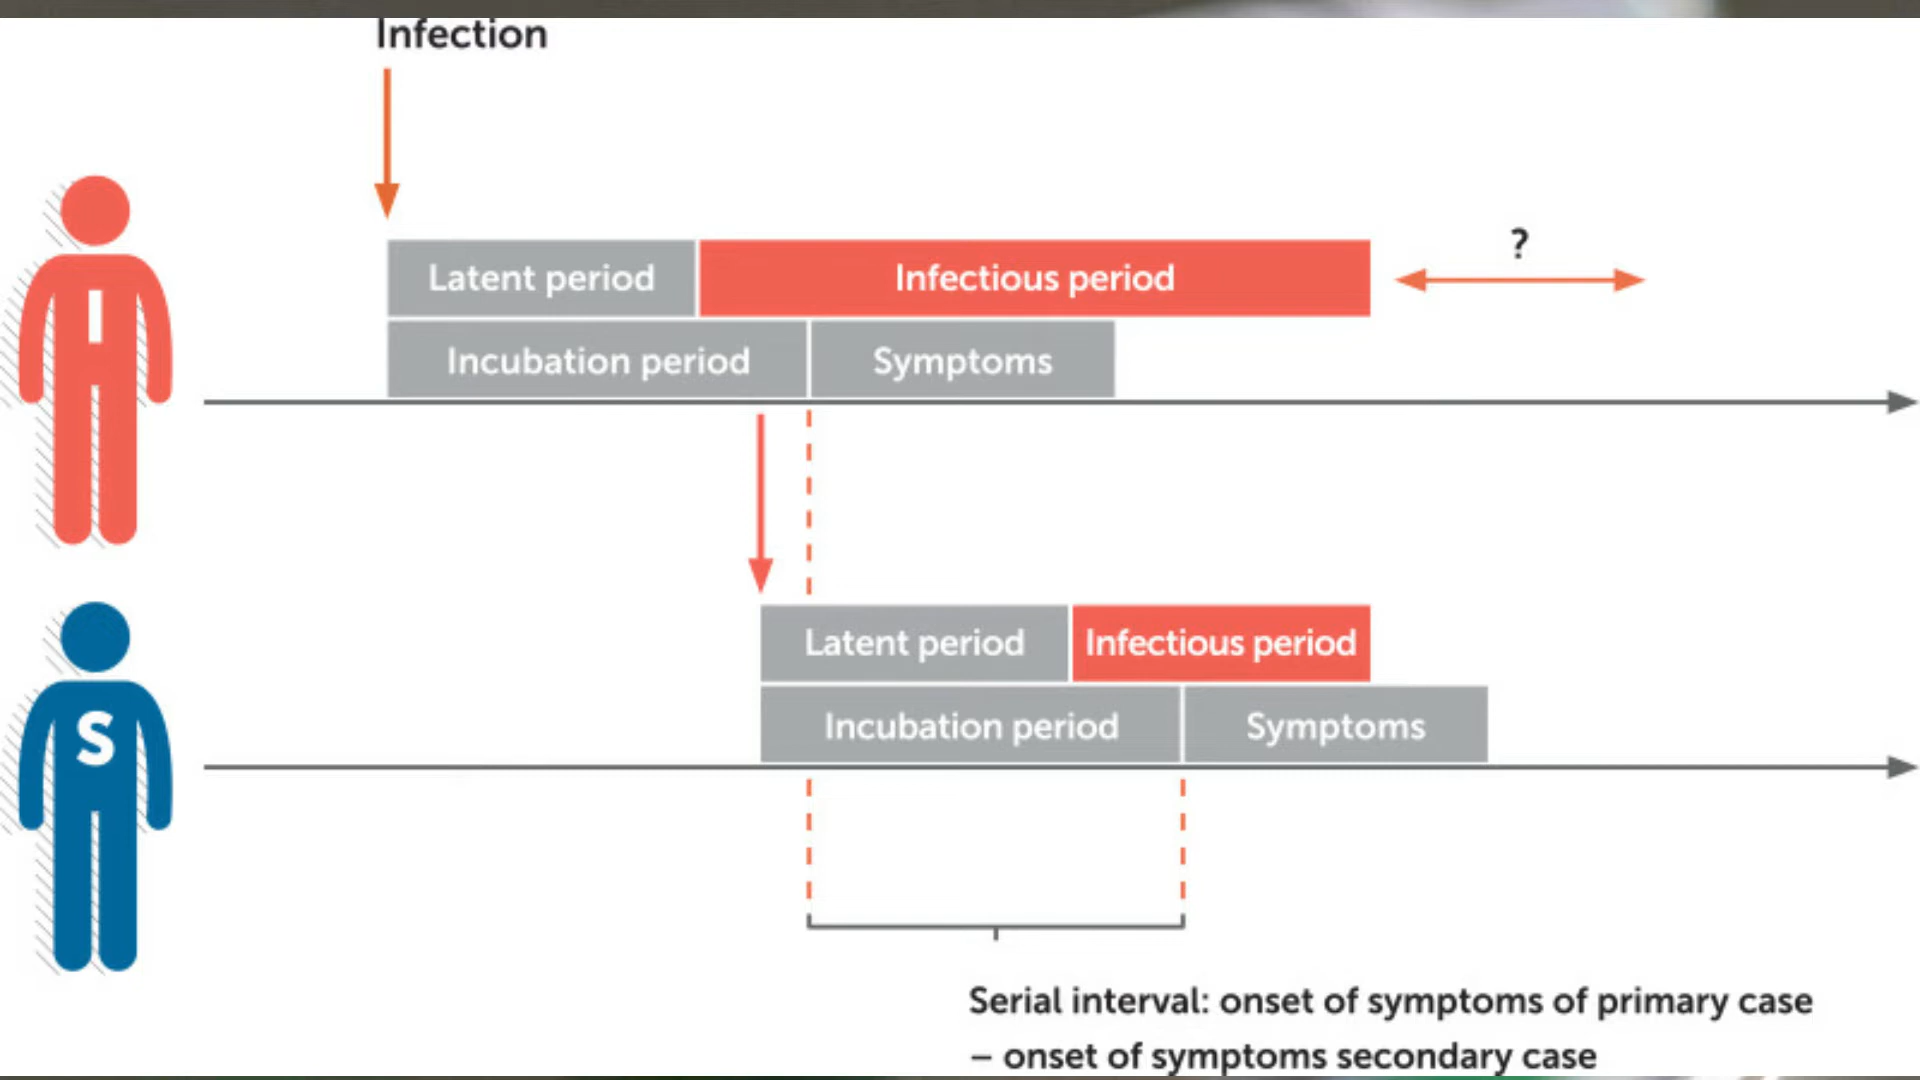 Infection
?
Latent period Infectious period
I
Incubation period Symptoms
Latent period Infectious period
S
Incubation period Symptoms
Serial interval: onset of symptoms of primary case
– onset of symptoms secondary case